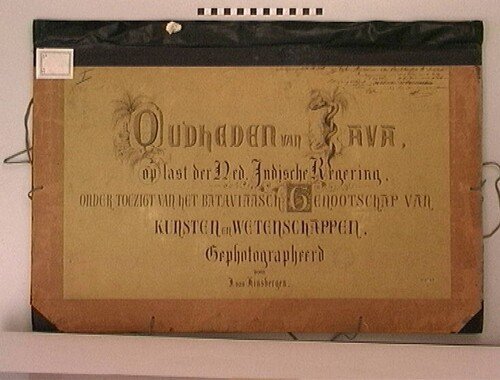 Oudheden van Java,
op last der Ned. Indische Regering,
onder toezigt van het Bataviaasch Genootschap van
Kunsten en Wetenschappen.
Gephotographeerd
door
I. van Kinsbergen.